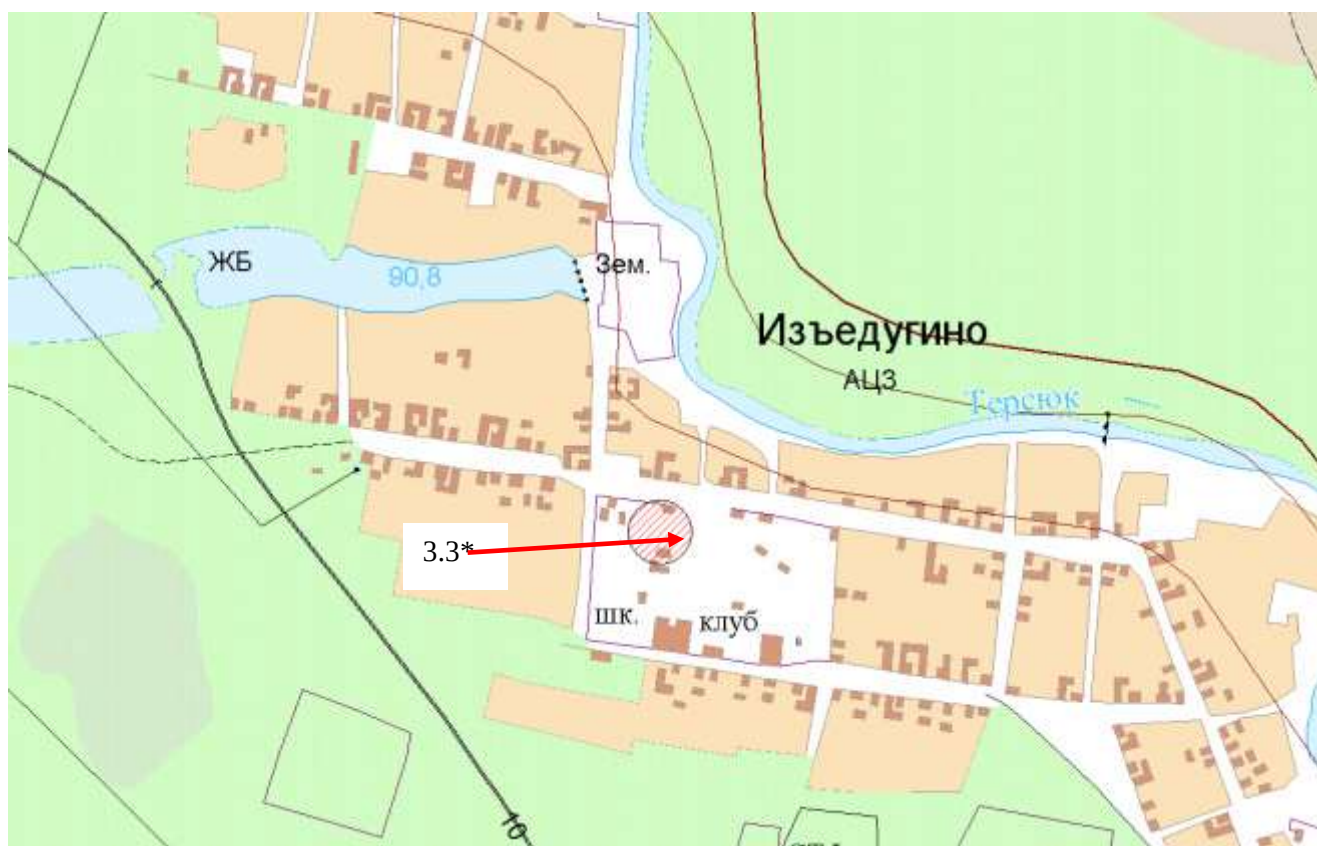 ЖБ
90,8
Зем.
Изъедугино
АЦЗ
Терсюк
3.3*
шк.
клуб
10